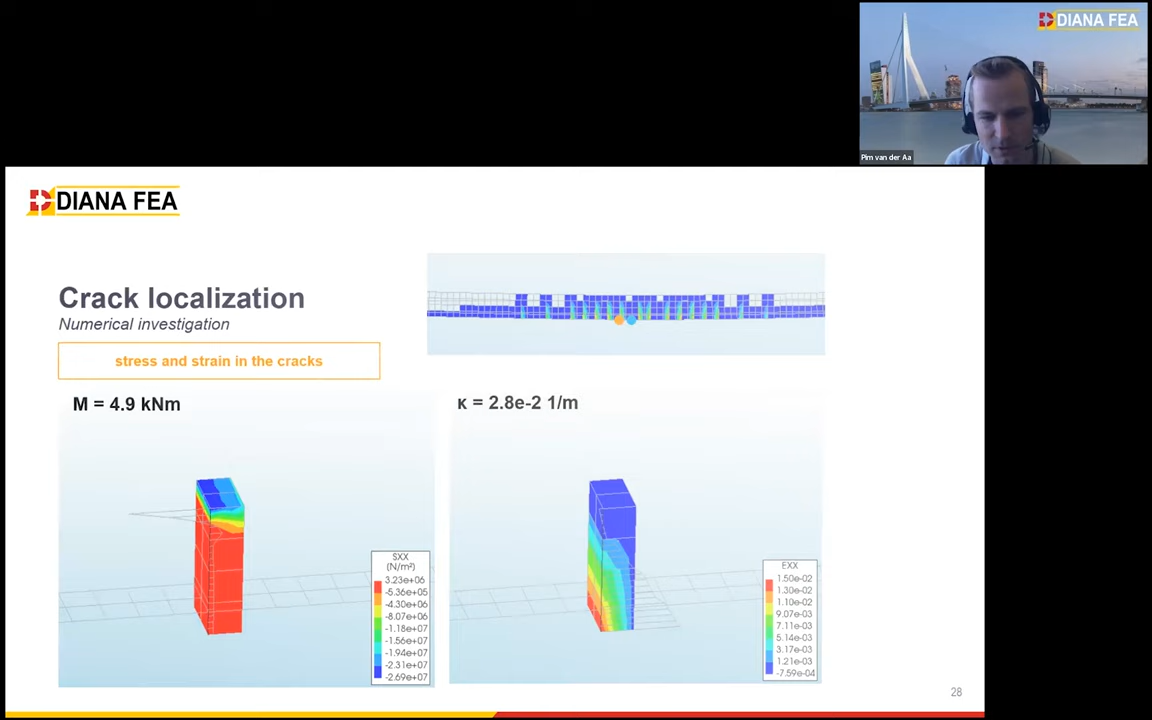 DIANA FEA
Pim van der Aa
DIANA FEA
Crack localization
Numerical investigation
stress and strain in the cracks
M = 4.9 kNm
κ = 2.8e-2 1/m
SXX
(N/m²)
3.23e+06
-5.36e+05
-4.30e+06
-8.07e+06
-1.18e+07
-1.56e+07
-1.94e+07
-2.31e+07
-2.69e+07
EXX
1.50e-02
1.30e-02
1.10e-02
9.07e-03
7.11e-03
5.14e-03
3.17e-03
1.21e-03
-7.59e-04
28